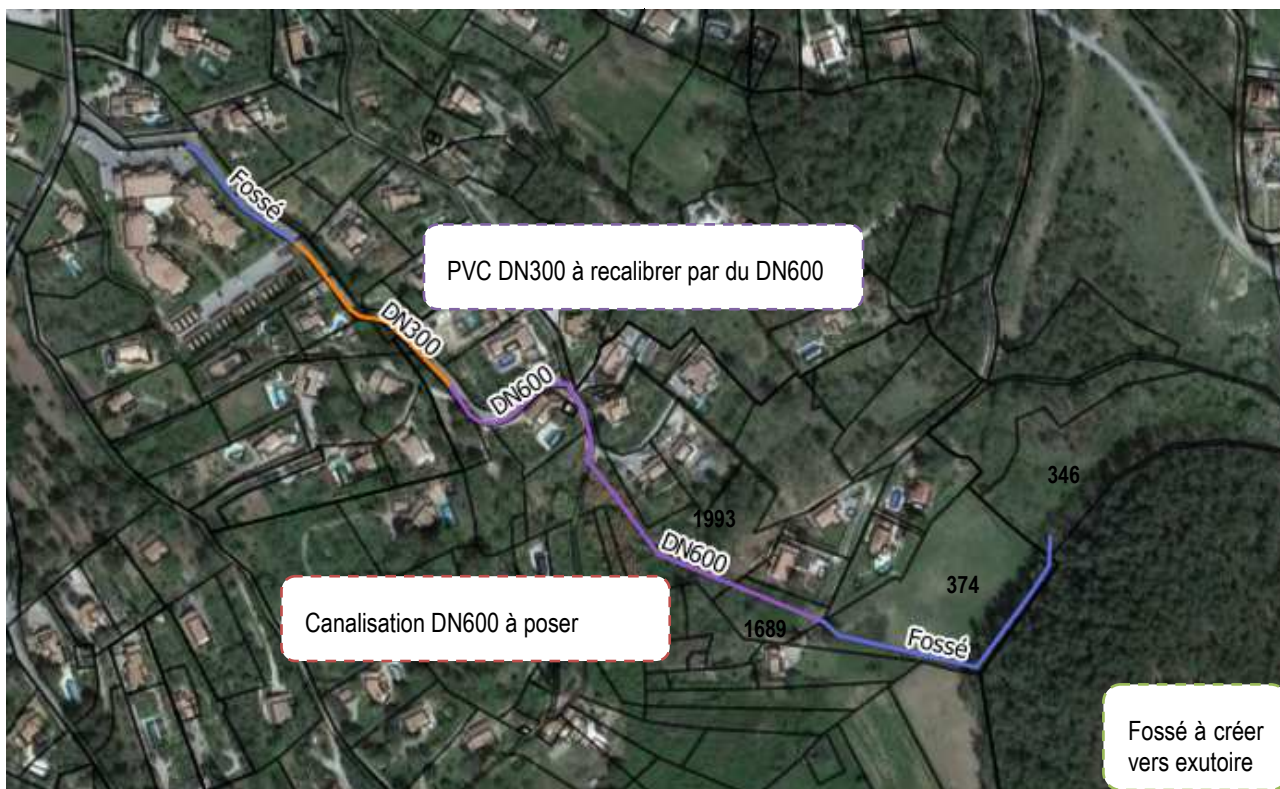 Fossé
PVC DN300 à recalibrer par du DN600
DN300
DN600
346
1993
DN600
374
Canalisation DN600 à poser
1689
Fossé
Fossé à créer
vers exutoire